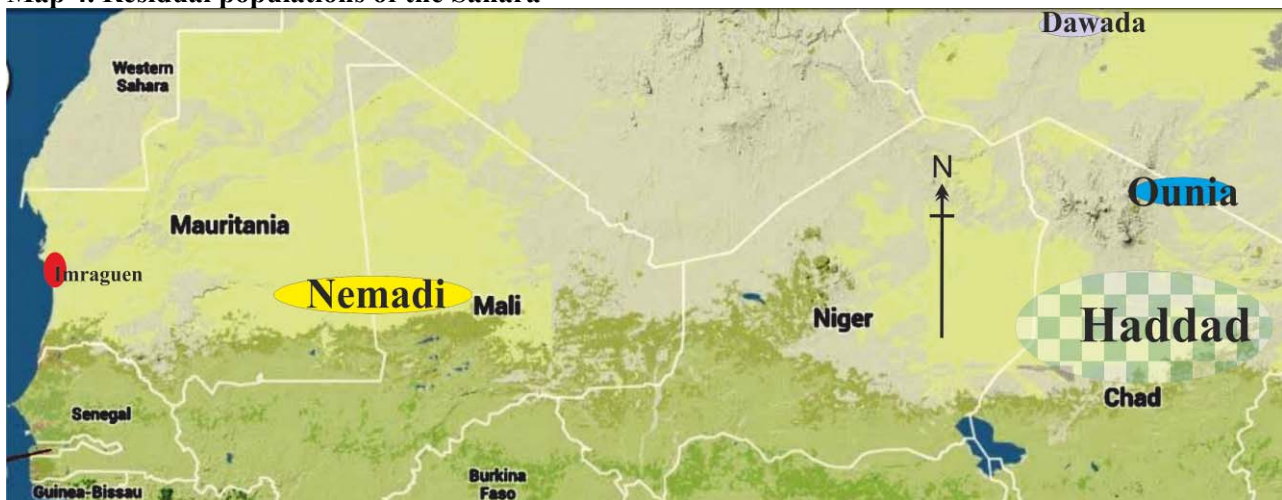 Map 4. Residual populations of the Sahara
Dawada
Western
Sahara
N
Ounia
Mauritania
Imraguen
Nemadi
Mali
Niger
Haddad
Chad
Senegal
Burkina
Faso
Guinea-Bissau